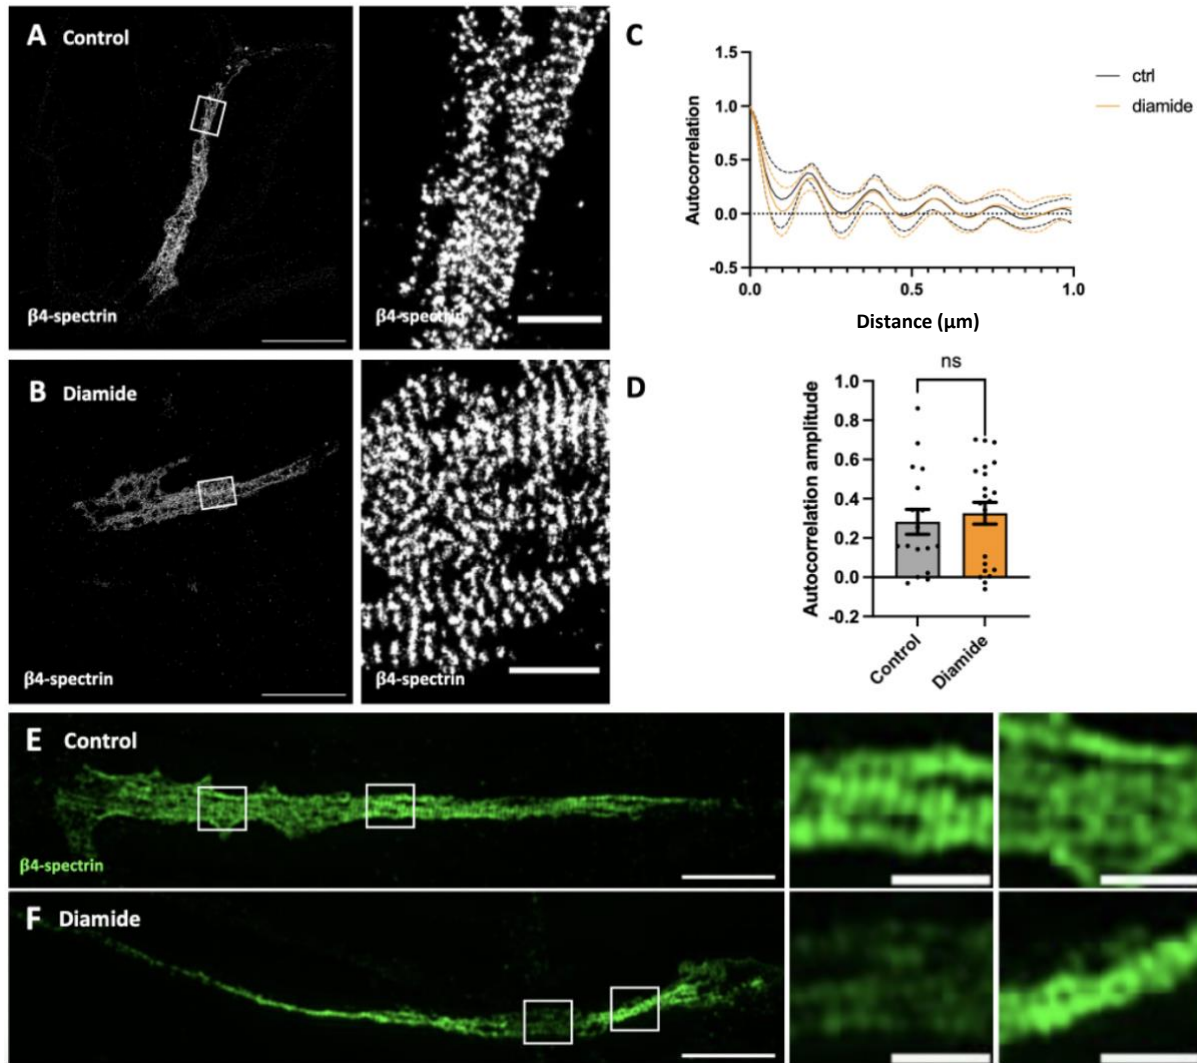 A Control
β4-spectrin
β4-spectrin
B Diamide
β4-spectrin
β4-spectrin
C
1.5
1.0
0.5
0.0
-0.5
Autocorrelation
0.0 0.5 1.0
Distance (μm)
ctrl
diamide
D
ns
1.0
0.8
0.6
0.4
0.2
0.0
-0.2
Autocorrelation amplitude
Control
Diamide
E Control
β4-spectrin
F Diamide